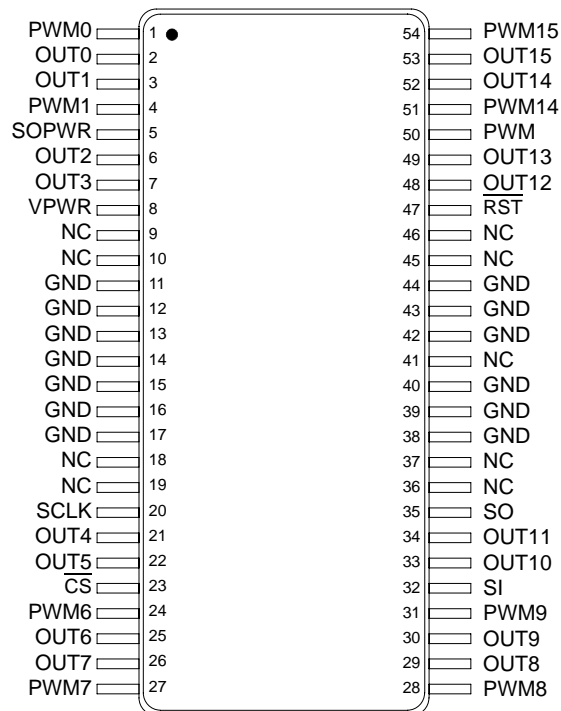 PWM0 1 54 PWM15
OUT0 2 53 OUT15
OUT1 3 52 OUT14
PWM1 4 51 PWM14
SOPWR 5 50 PWM
OUT2 6 49 OUT13
OUT3 7 48 OUT12
VPWR 8 47 RST
NC 9 46 NC
NC 10 45 NC
GND 11 44 GND
GND 12 43 GND
GND 13 42 GND
GND 14 41 NC
GND 15 40 GND
GND 16 39 GND
GND 17 38 GND
NC 18 37 NC
NC 19 36 NC
SCLK 20 35 SO
OUT4 21 34 OUT11
OUT5 22 33 OUT10
CS 23 32 SI
PWM6 24 31 PWM9
OUT6 25 30 OUT9
OUT7 26 29 OUT8
PWM7 27 28 PWM8